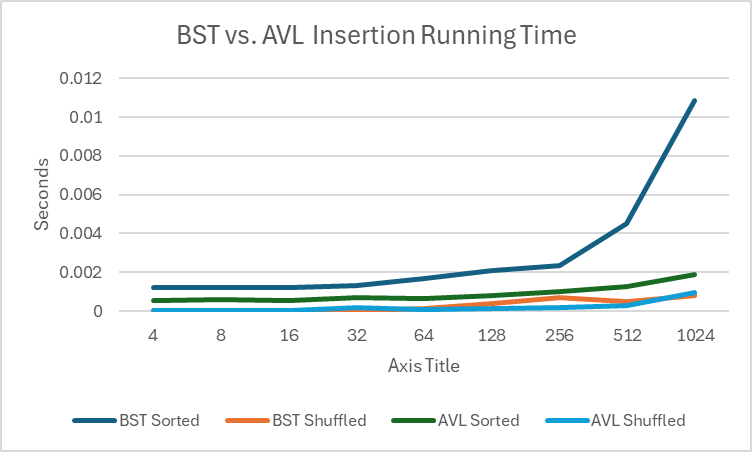 BST vs. AVL Insertion Running Time
0.012
0.01
0.008
0.006
0.004
0.002
0
Seconds
4 8 16 32 64 128 256 512 1024
Axis Title
BST Sorted BST Shuffled AVL Sorted AVL Shuffled